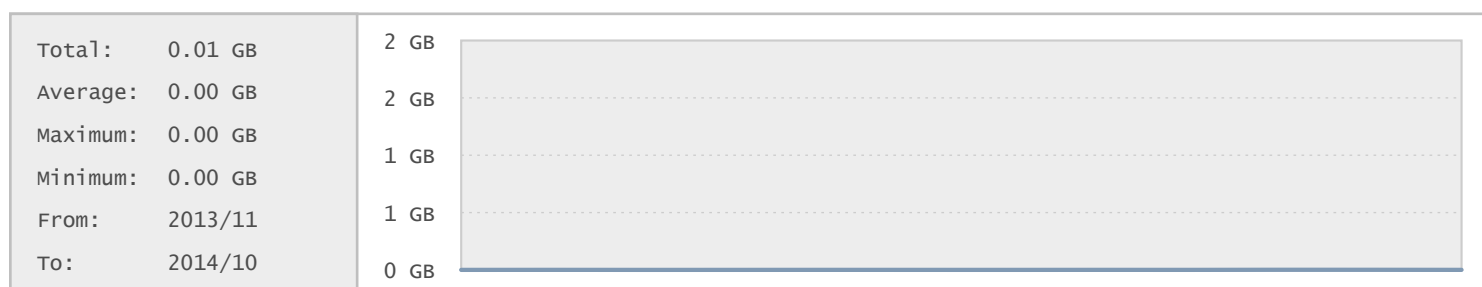 Total: 0.01 GB
Average: 0.00 GB
Maximum: 0.00 GB
Minimum: 0.00 GB
From: 2013/11
To: 2014/10
2 GB
2 GB
1 GB
1 GB
0 GB